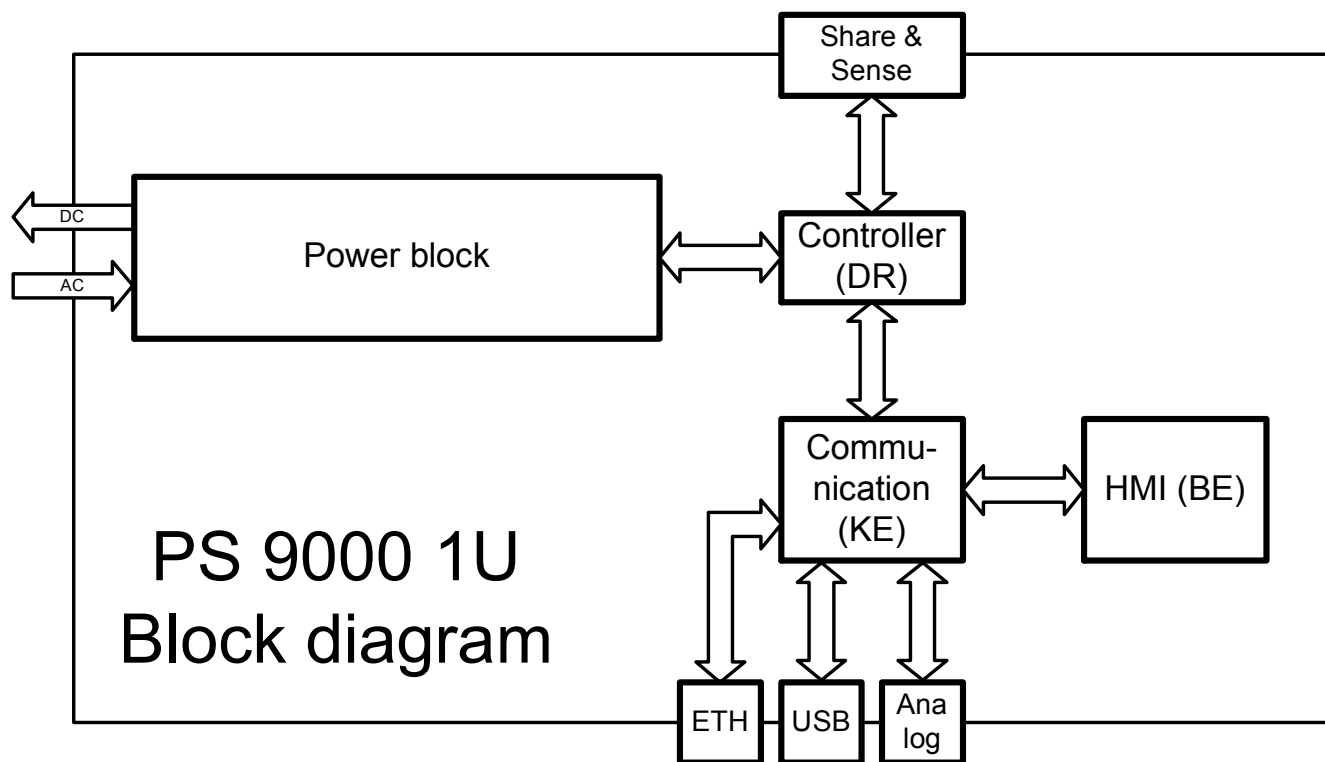 Share &
Sense
DC
AC
Power block
Controller
(DR)
Commu-
nication
(KE)
HMI (BE)
PS 9000 1U
Block diagram
ETH
USB
Ana
log